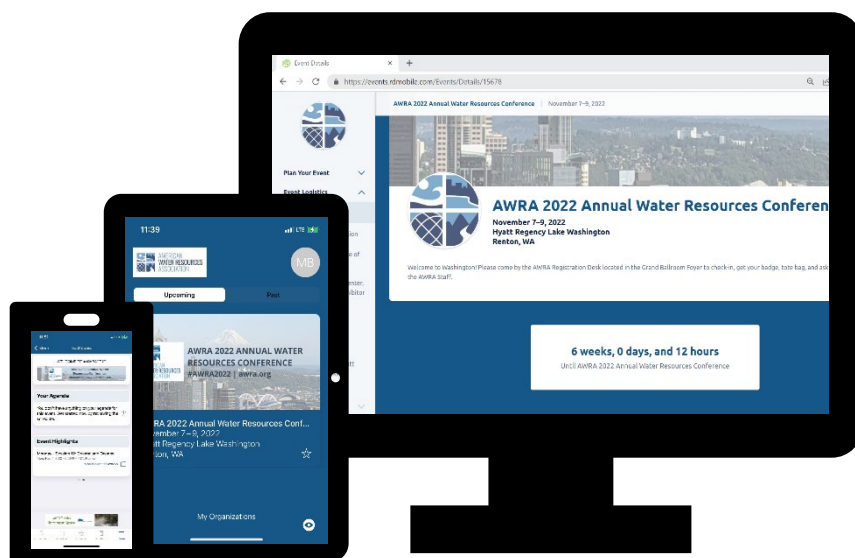 Event Details
https://events.rdmobile.com/Events/Details/15678
AWRA 2022 Annual Water Resources Conference | November 7–9, 2022
Plan Your Event
Event Logistics
AWRA 2022 Annual Water Resources Conferen
November 7–9, 2022
Hyatt Regency Lake Washington
Renton, WA
Welcome to Washington! Please come by the AWRA Registration Desk located in the Grand Ballroom Foyer to check-in, get your badge, tote bag, and ask
the AWRA Staff.
6 weeks, 0 days, and 12 hours
Until AWRA 2022 Annual Water Resources Conference
11:39
LTE
AMERICAN
WATER RESOURCES
ASSOCIATION
MB
Upcoming
Past
AWRA 2022 ANNUAL WATER
RESOURCES CONFERENCE
#AWRA2022 | awra.org
RA 2022 Annual Water Resources Conf...
vember 7–9, 2022
att Regency Lake Washington
ton, WA
My Organizations
Your Agenda
Event Highlights